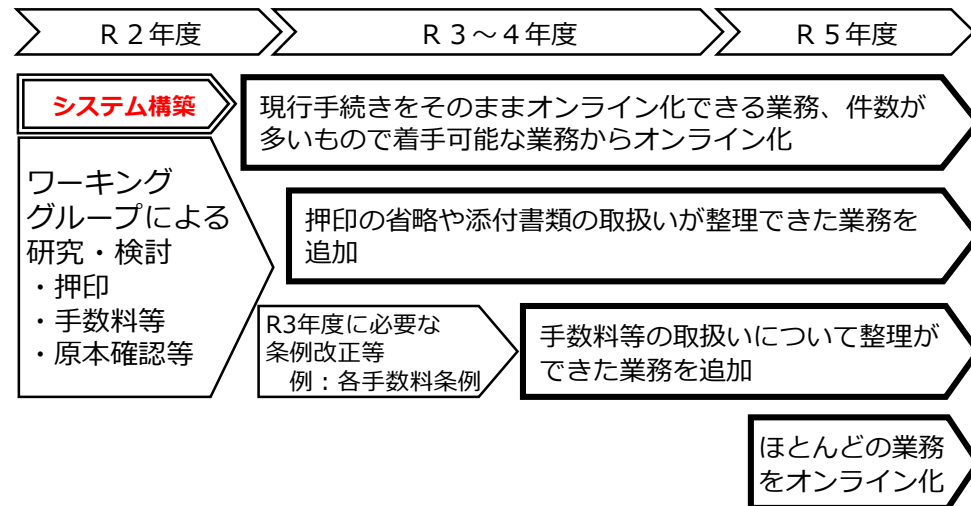 R２年度
R３～４年度
R５年度
システム構築
現行手続きをそのままオンライン化できる業務、件数が
多いもので着手可能な業務からオンライン化
ワーキング
グループによる
研究・検討
・押印
・手数料等
・原本確認等
押印の省略や添付書類の取扱いが整理できた業務を
追加
R3年度に必要な
条例改正等
例：各手数料条例
手数料等の取扱いについて整理が
できた業務を追加
ほとんどの業務
をオンライン化